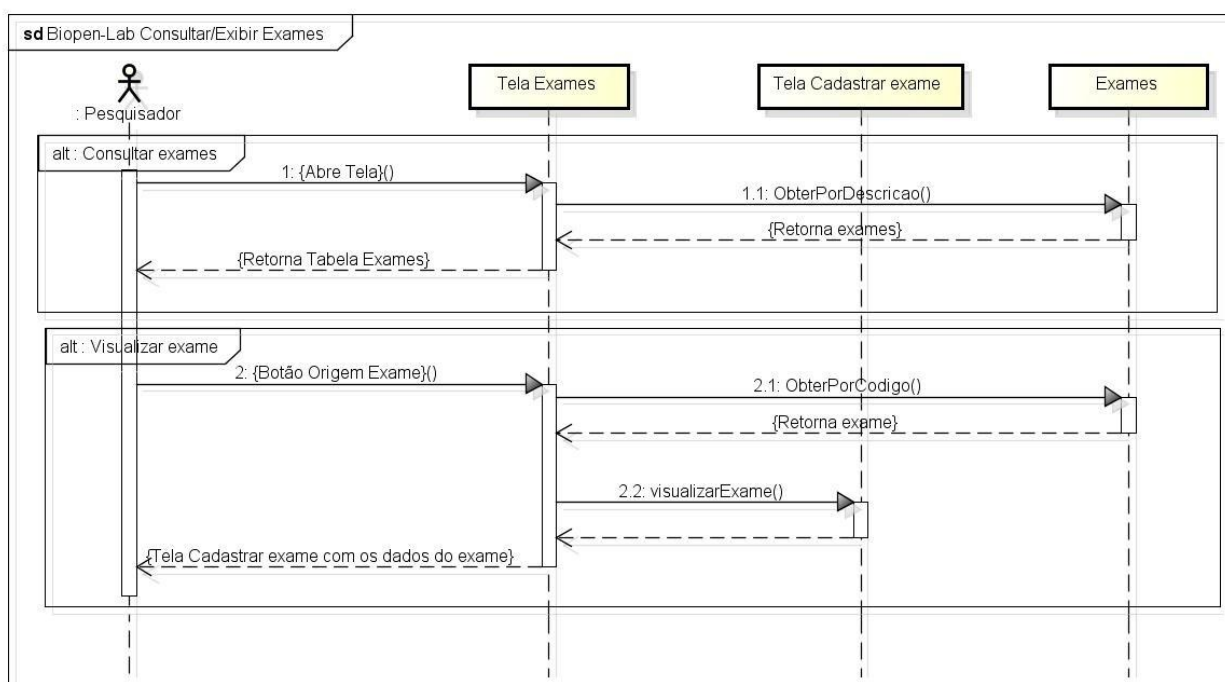 sd Biopen-Lab Consultar/Exibir Exames
: Pesquisador
Tela Exames
Tela Cadastrar exame
Exames
alt : Consultar exames
1: {Abre Tela}()
1.1: ObterPorDescricao()
{Retorna exames}
{Retorna Tabela Exames}
alt : Visualizar exame
2: {Botão Origem Exame}()
2.1: ObterPorCodigo()
{Retorna exame}
2.2: visualizarExame()
{Tela Cadastrar exame com os dados do exame}